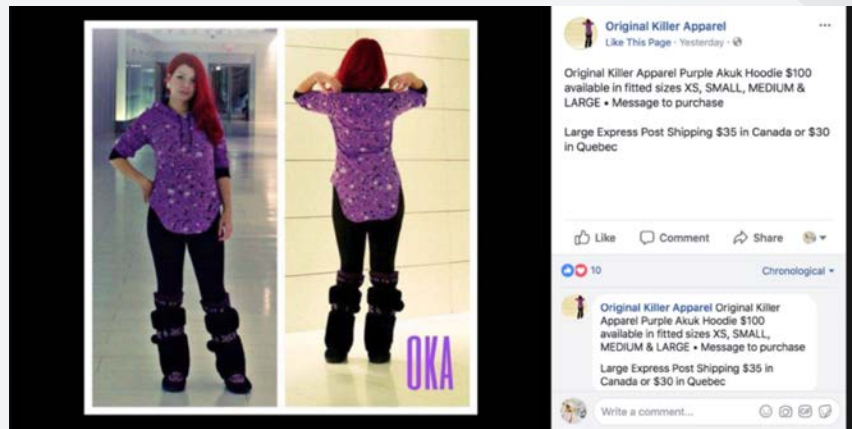 OKA
Original Killer Apparel
Like This Page · Yesterday ·
Original Killer Apparel Purple Akuk Hoodie $100
available in fitted sizes XS, SMALL, MEDIUM &
LARGE • Message to purchase
Large Express Post Shipping $35 in Canada or $30
in Quebec
Like Comment Share
10 Chronological
Original Killer Apparel Original Killer
Apparel Purple Akuk Hoodie $100
available in fitted sizes XS, SMALL,
MEDIUM & LARGE • Message to purchase
Large Express Post Shipping $35 in
Canada or $30 in Quebec
Write a comment...
GIF